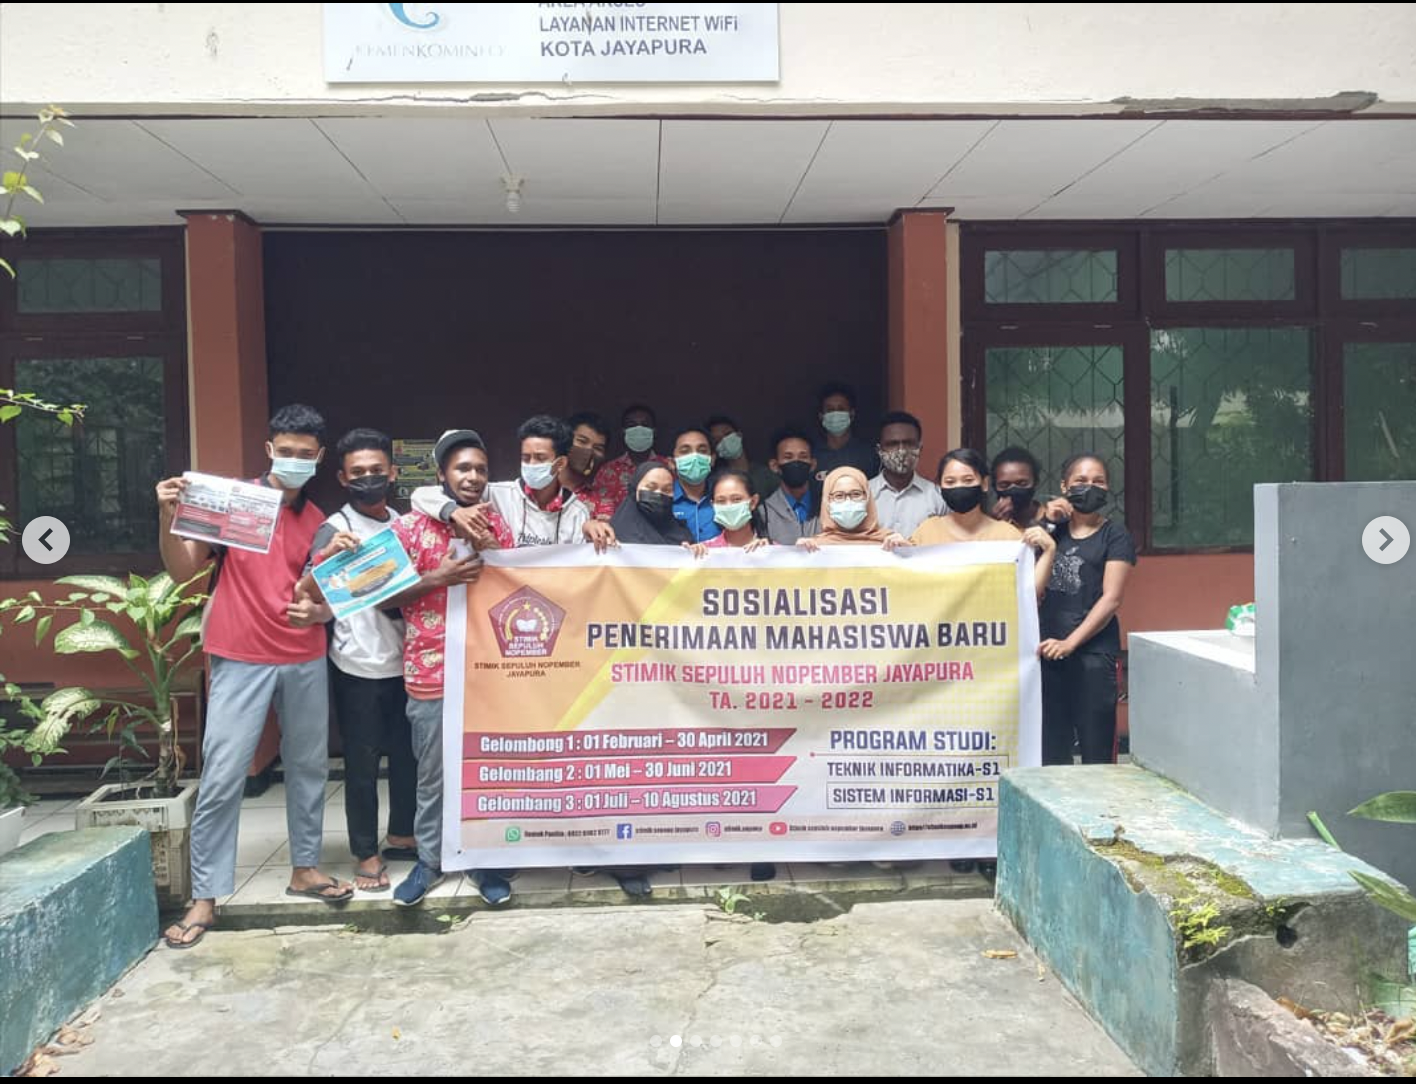 LAYANAN INTERNET WiFi
KEMENKOMINFO
KOTA JAYAPURA
STIMIK
SEPULUH
NOPEMBER
STIMIK SEPULUH NOPEMBER
JAYAPURA
SOSIALISASI
PENERIMAAN MAHASISWA BARU
STIMIK SEPULUH NOPEMBER JAYAPURA
TA. 2021 - 2022
Gelombong 1 : 01 Februari – 30 April 2021
Gelombang 2 : 01 Mei – 30 Juni 2021
Gelombang 3 : 01 Juli – 10 Agustus 2021
PROGRAM STUDI:
TEKNIK INFORMATIKA-S1
SISTEM INFORMASI-S1